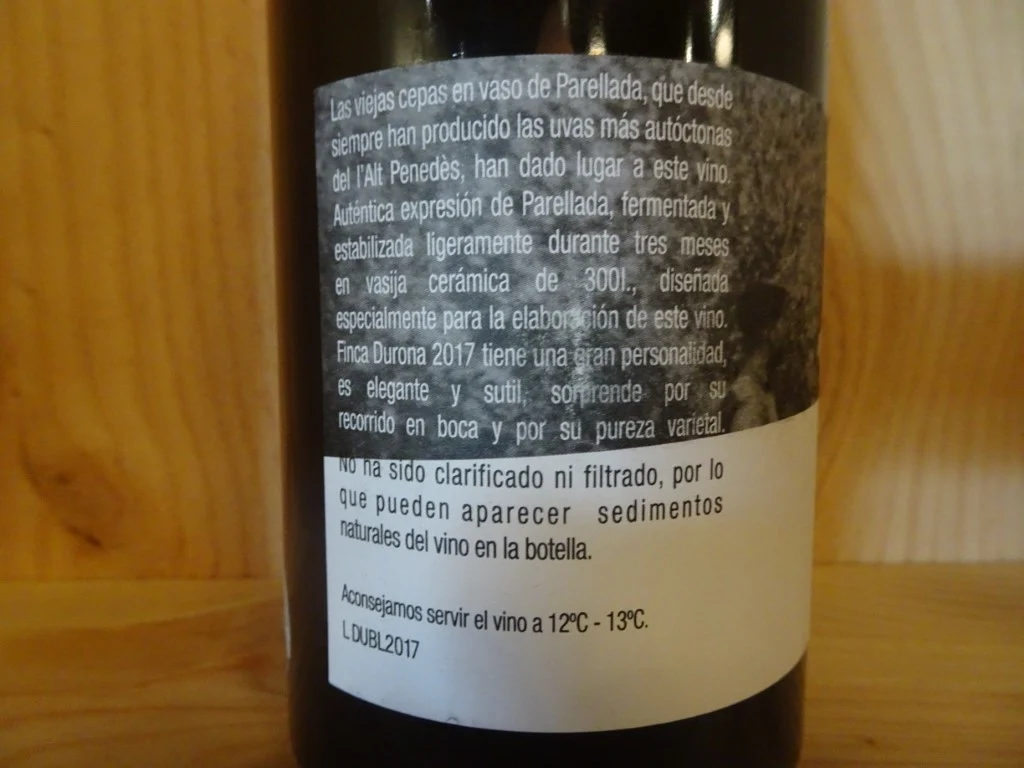 Las viejas cepas en vaso de Parellada, que desde
siempre han producido las uvas más autóctonas
del l'Alt Penedès, han dado lugar a este vino.
Auténtica expresión de Parellada, fermentada y
estabilizada ligeramente durante tres meses
en vasija cerámica de 300l., diseñada
especialmente para la elaboración de este vino.
Finca Durona 2017 tiene una gran personalidad,
es elegante y sutil, sorprende por su
recorrido en boca y por su pureza varietal.
No ha sido clarificado ni filtrado, por lo
que pueden aparecer sedimentos
naturales del vino en la botella.
Aconsejamos servir el vino a 12ºC - 13ºC.
L DUBL2017